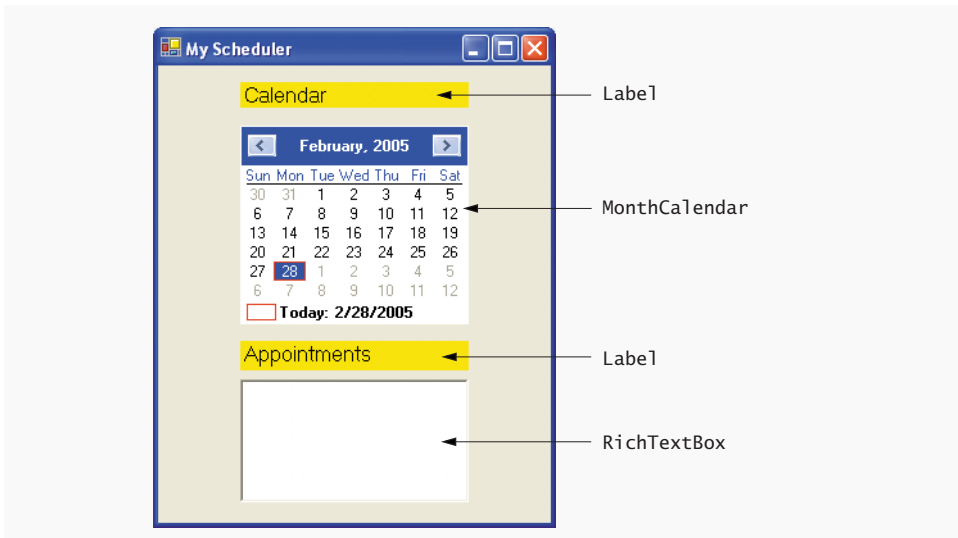 My Scheduler
Calendar
Label
February, 2005
Sun Mon Tue Wed Thu Fri Sat
30 31 1 2 3 4 5
6 7 8 9 10 11 12
MonthCalendar
13 14 15 16 17 18 19
20 21 22 23 24 25 26
27 28 1 2 3 4 5
6 7 8 9 10 11 12
Today: 2/28/2005
Appointments
Label
RichTextBox